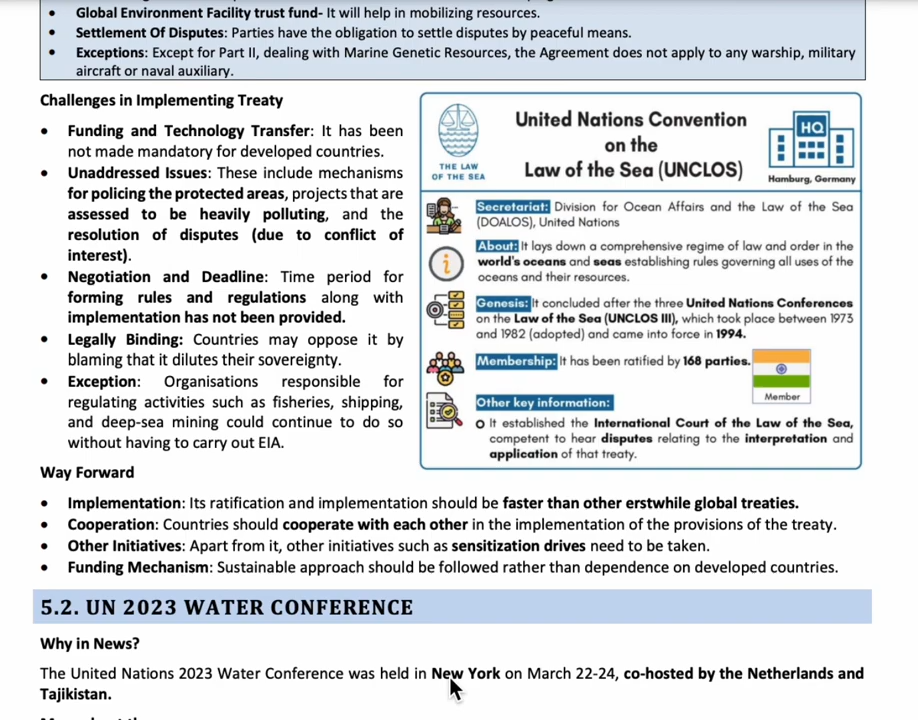 • Global Environment Facility trust fund- It will help in mobilizing resources.
• Settlement Of Disputes: Parties have the obligation to settle disputes by peaceful means.
• Exceptions: Except for Part II, dealing with Marine Genetic Resources, the Agreement does not apply to any warship, military
aircraft or naval auxiliary.
Challenges in Implementing Treaty
• Funding and Technology Transfer: It has been
not made mandatory for developed countries.
• Unaddressed Issues: These include mechanisms
for policing the protected areas, projects that are
assessed to be heavily polluting, and the
resolution of disputes (due to conflict of
interest).
• Negotiation and Deadline: Time period for
forming rules and regulations along with
implementation has not been provided.
• Legally Binding: Countries may oppose it by
blaming that it dilutes their sovereignty.
• Exception: Organisations responsible for
regulating activities such as fisheries, shipping,
and deep-sea mining could continue to do so
without having to carry out EIA.
THE LAW
OF THE SEA
United Nations Convention
on the
Law of the Sea (UNCLOS)
HQ
Hamburg, Germany
Secretariat: Division for Ocean Affairs and the Law of the Sea
(DOALOS), United Nations
About: It lays down a comprehensive regime of law and order in the
world's oceans and seas establishing rules governing all uses of the
oceans and their resources.
Genesis: It concluded after the three United Nations Conferences
on the Law of the Sea (UNCLOS III), which took place between 1973
and 1982 (adopted) and came into force in 1994.
Membership: It has been ratified by 168 parties.
Member
Other key information:
o It established the International Court of the Law of the Sea,
competent to hear disputes relating to the interpretation and
application of that treaty.
Way Forward
• Implementation: Its ratification and implementation should be faster than other erstwhile global treaties.
• Cooperation: Countries should cooperate with each other in the implementation of the provisions of the treaty.
• Other Initiatives: Apart from it, other initiatives such as sensitization drives need to be taken.
• Funding Mechanism: Sustainable approach should be followed rather than dependence on developed countries.
5.2. UN 2023 WATER CONFERENCE
Why in News?
The United Nations 2023 Water Conference was held in New York on March 22-24, co-hosted by the Netherlands and
Tajikistan.